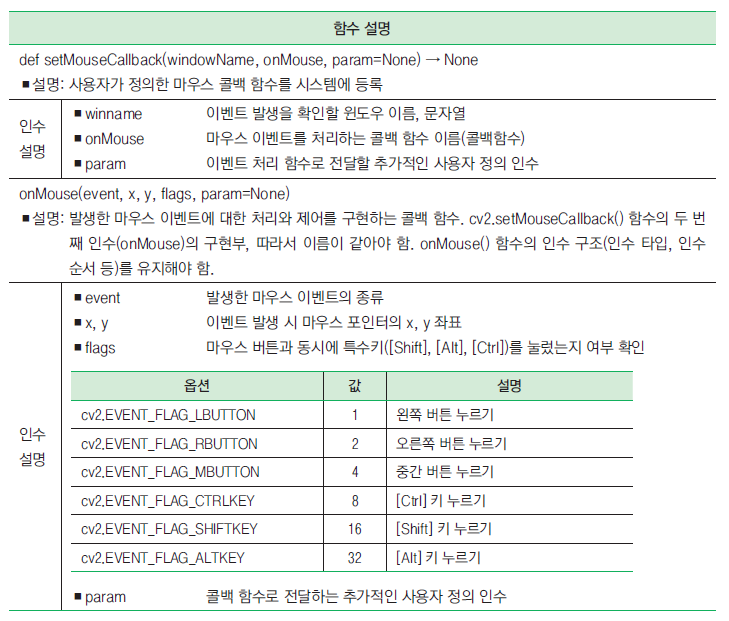 함수 설명
def setMouseCallback(windowName, onMouse, param=None) → None
■설명: 사용자가 정의한 마우스 콜백 함수를 시스템에 등록
인수
설명
■ winname 이벤트 발생을 확인할 윈도우 이름, 문자열
■ onMouse 마우스 이벤트를 처리하는 콜백 함수 이름(콜백함수)
■ param 이벤트 처리 함수로 전달할 추가적인 사용자 정의 인수
onMouse(event, x, y, flags, param=None)
■설명: 발생한 마우스 이벤트에 대한 처리와 제어를 구현하는 콜백 함수. cv2.setMouseCallback() 함수의 두 번
째 인수(onMouse)의 구현부, 따라서 이름이 같아야 함. onMouse() 함수의 인수 구조(인수 타입, 인수
순서 등)를 유지해야 함.
인수
설명
■ event 발생한 마우스 이벤트의 종류
■ x, y 이벤트 발생 시 마우스 포인터의 x, y 좌표
■ flags 마우스 버튼과 동시에 특수키([Shift], [Alt], [Ctrl])를 눌렀는지 여부 확인
옵션 값 설명
cv2.EVENT_FLAG_LBUTTON 1 왼쪽 버튼 누르기
cv2.EVENT_FLAG_RBUTTON 2 오른쪽 버튼 누르기
cv2.EVENT_FLAG_MBUTTON 4 중간 버튼 누르기
cv2.EVENT_FLAG_CTRLKEY 8 [Ctrl] 키 누르기
cv2.EVENT_FLAG_SHIFTKEY 16 [Shift] 키 누르기
cv2.EVENT_FLAG_ALTKEY 32 [Alt] 키 누르기
■ param 콜백 함수로 전달하는 추가적인 사용자 정의 인수